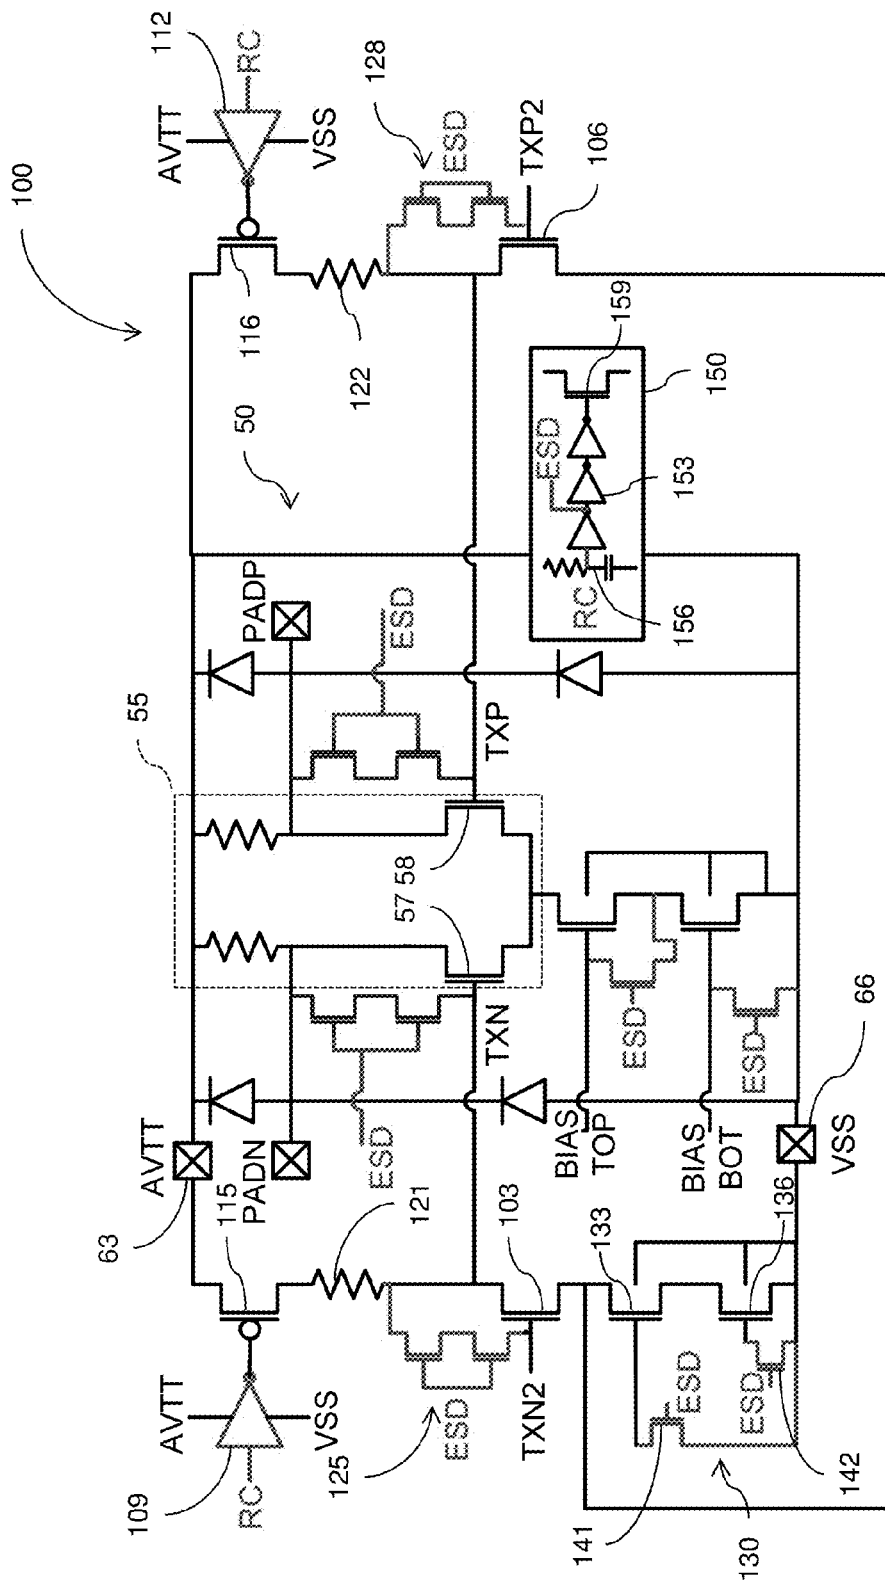 100
112
RC
AVTT
VSS
128
ESD
TXP2
106
116
122
50
159
150
ESD
153
RC
156
PADP
ESD
55
TXP
58
57
TXN
ESD
ESD
ESD
66
VSS
BIAS
TOP
BIAS
BOT
AVTT
PADN
63
115
121
103
133
136
AVTT
VSS
109
RC
ESD
125
TXN2
ESD
ESD
141
142
130